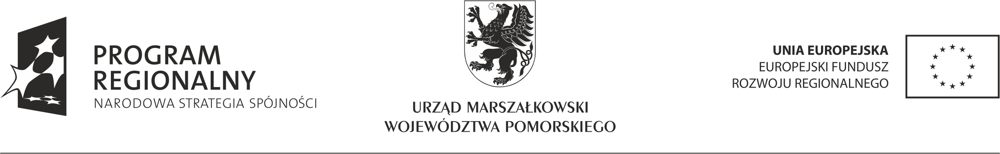 PROGRAM
REGIONALNY
NARODOWA STRATEGIA SPÓJNOŚCI
URZĄD MARSZAŁKOWSKI
WOJEWÓDZTWA POMORSKIEGO
UNIA EUROPEJSKA
EUROPEJSKI FUNDUSZ
ROZWOJU REGIONALNEGO